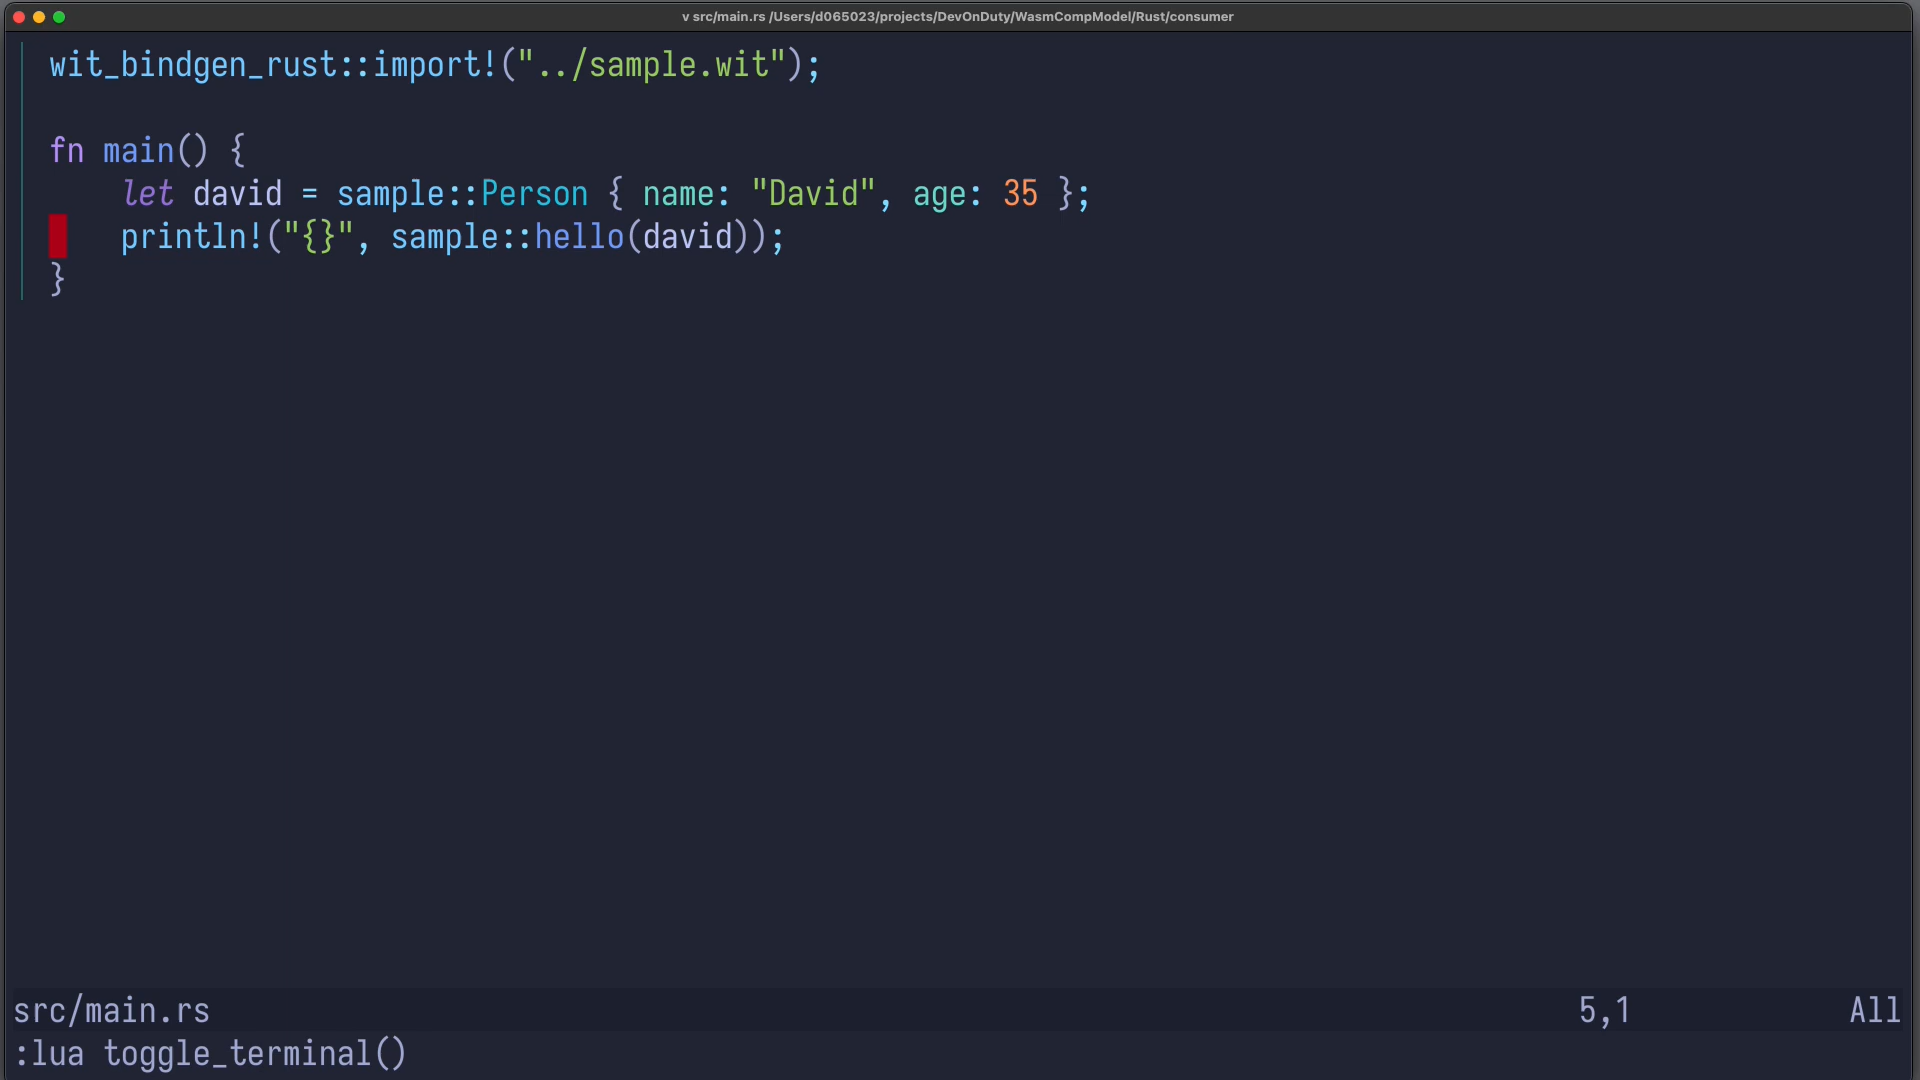 v src/main.rs /Users/d065023/projects/DevOnDuty/WasmCompModel/Rust/consumer
wit_bindgen_rust::import!("../sample.wit");
fn main() {
    let david = sample::Person { name: "David", age: 35 };
    println!("{}", sample::hello(david));
}
src/main.rs 5,1 All
:lua toggle_terminal()